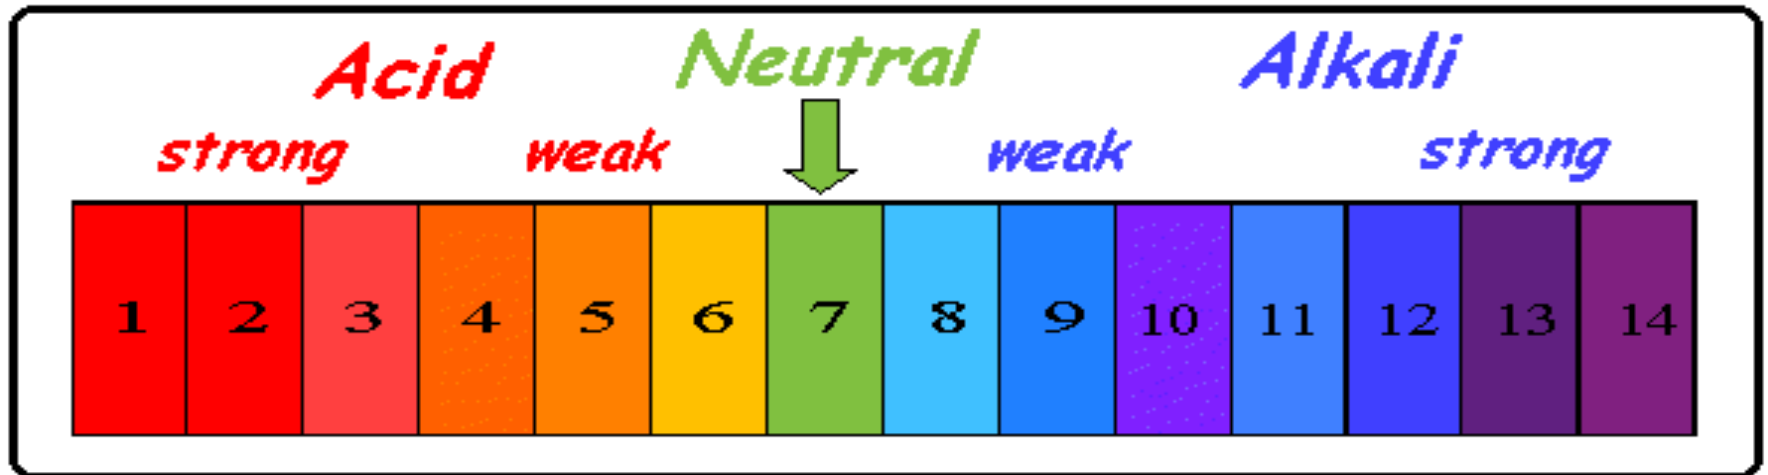 Acid Neutral Alkali
strong weak weak strong
1 2 3 4 5 6 7 8 9 10 11 12 13 14